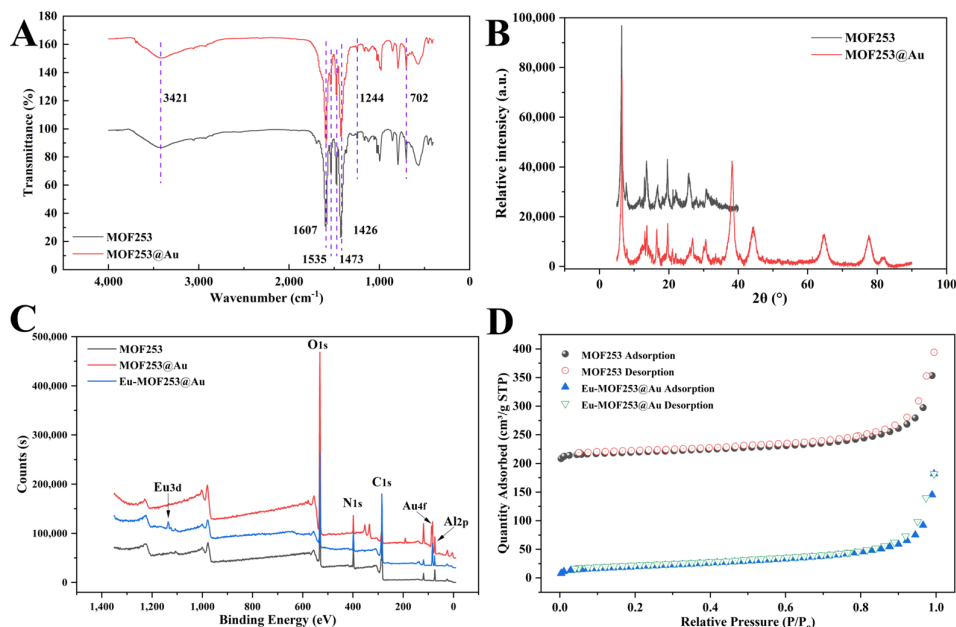 A
180
160
140
120
100
80
60
40
20
0
Transmittance (%)
3421
1244
702
1607
1426
1535
1473
MOF253
MOF253@Au
4,000
3,000
2,000
1,000
Wavenumber (cm⁻¹)
B
100,000
80,000
60,000
40,000
20,000
0
Relative intensicy (a.u.)
MOF253
MOF253@Au
0
20
40
60
80
100
2θ (°)
C
500,000
400,000
300,000
200,000
100,000
0
Counts (s)
MOF253
MOF253@Au
Eu-MOF253@Au
O1s
Eu3d
N1s
C1s
Au4f
Al2p
1,400
1,200
1,000
800
600
400
200
0
Binding Energy (eV)
D
400
350
300
250
200
150
100
50
0
Quantity Adsorbed (cm³/g STP)
MOF253 Adsorption
MOF253 Desorption
Eu-MOF253@Au Adsorption
Eu-MOF253@Au Desorption
0.0
0.2
0.4
0.6
0.8
1.0
Relative Pressure (P/P₀)